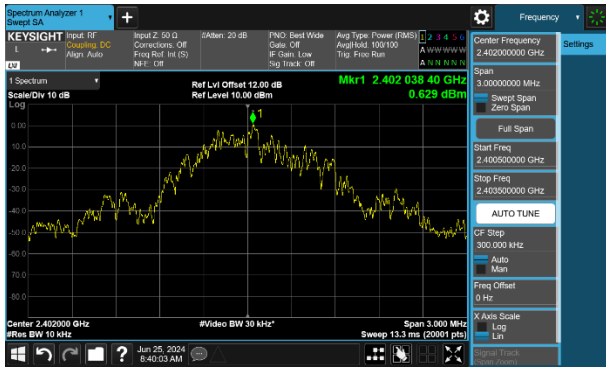 Spectrum Analyzer 1
Swept SA
+
Frequency
KEYSIGHT
L
Input: RF
Coupling: DC
Align: Auto
Input Z: 50 Ω
Corrections: Off
Freq Ref: Int (S)
NFE: Off
#Atten: 20 dB
PNO: Best Wide
Gate: Off
IF Gain: Low
Sig Track: Off
Avg Type: Power (RMS)
Avg|Hold: 100/100
Trig: Free Run
1 2 3 4 5 6
A W W W W W
A N N N N N
1 Spectrum
Scale/Div 10 dB
Ref Lvl Offset 12.00 dB
Ref Level 10.00 dBm
Mkr1 2.402 038 40 GHz
0.629 dBm
Log
1
0.00
-10.0
-20.0
-30.0
-40.0
-50.0
-60.0
-70.0
-80.0
Center 2.402000 GHz
#Res BW 10 kHz
#Video BW 30 kHz*
Span 3.000 MHz
Sweep 13.3 ms (20001 pts)
Center Frequency
2.402000000 GHz
Settings
Span
3.00000000 MHz
Swept Span
Zero Span
Full Span
Start Freq
2.400500000 GHz
Stop Freq
2.403500000 GHz
AUTO TUNE
CF Step
300.000 kHz
Auto
Man
Freq Offset
0 Hz
X Axis Scale
Log
Lin
Signal Track
(Span Zoom)
?
Jun 25, 2024
8:40:03 AM